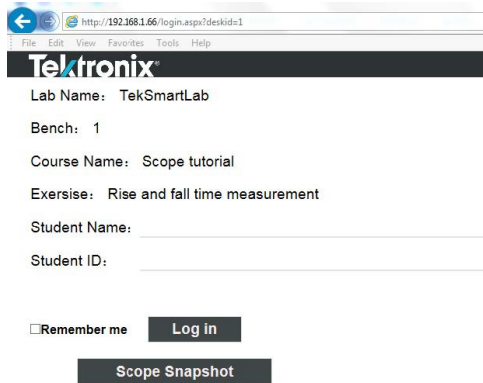 http://192.168.1.66/login.aspx?deskid=1
File Edit View Favorites Tools Help
Tektronix®
Lab Name： TekSmartLab
Bench： 1
Course Name： Scope tutorial
Exersise： Rise and fall time measurement
Student Name：
Student ID：
Remember me Log in
Scope Snapshot